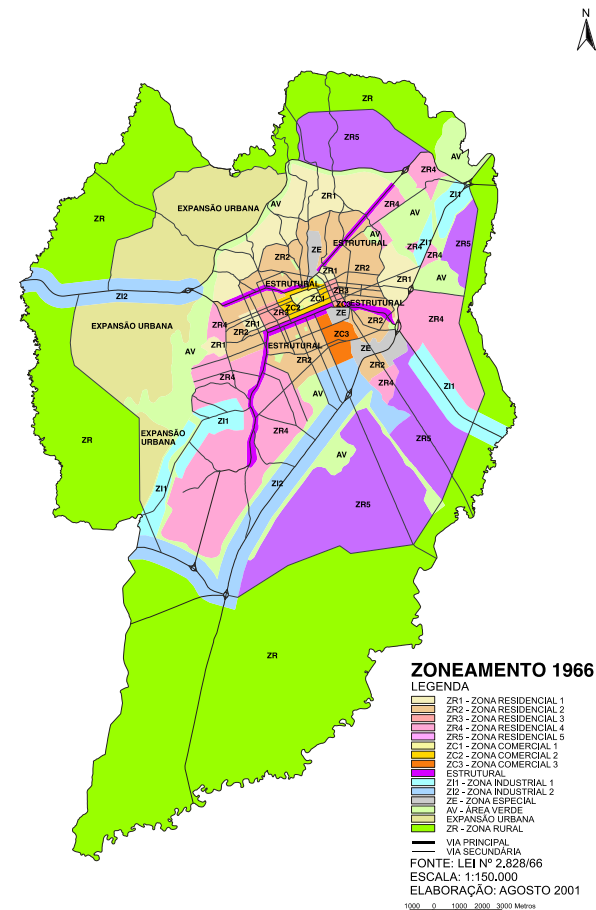 N
ZR
ZR5
AV
ZR4
ZR
ZR1
ZI1
ZR4
EXPANSÃO URBANA
AV
AV
ZR
AV
ZR5
ZE
ESTRUTURAL
ZR4
ZI1
ZR4
ZR2
ZR2
ZR1
ZR1
AV
ESTRUTURAL
ZR3
ZI2
ZC1
ZC2
ZC3
ESTRUTURAL
ZR3
ZE
ZR4
ZR1
ZR2
ZR4
EXPANSÃO URBANA
ZR2
ZC3
ZR1
ESTRUTURAL
ZE
AV
ZR2
ZR2
ZR4
ZR4
ZI1
AV
ZI1
ZR4
EXPANSÃO
URBANA
ZR
ZR5
AV
ZI2
ZI1
ZR5
ZR
ZONEAMENTO 1966
LEGENDA
ZR1 - ZONA RESIDENCIAL 1
ZR2 - ZONA RESIDENCIAL 2
ZR3 - ZONA RESIDENCIAL 3
ZR4 - ZONA RESIDENCIAL 4
ZR5 - ZONA RESIDENCIAL 5
ZC1 - ZONA COMERCIAL 1
ZC2 - ZONA COMERCIAL 2
ZC3 - ZONA COMERCIAL 3
ESTRUTURAL
ZI1 - ZONA INDUSTRIAL 1
ZI2 - ZONA INDUSTRIAL 2
ZE - ZONA ESPECIAL
AV - ÁREA VERDE
EXPANSÃO URBANA
ZR - ZONA RURAL
VIA PRINCIPAL
VIA SECUNDÁRIA
FONTE: LEI Nº 2.828/66
ESCALA: 1:150.000
ELABORAÇÃO: AGOSTO 2001
1000 0 1000 2000 3000 Metros